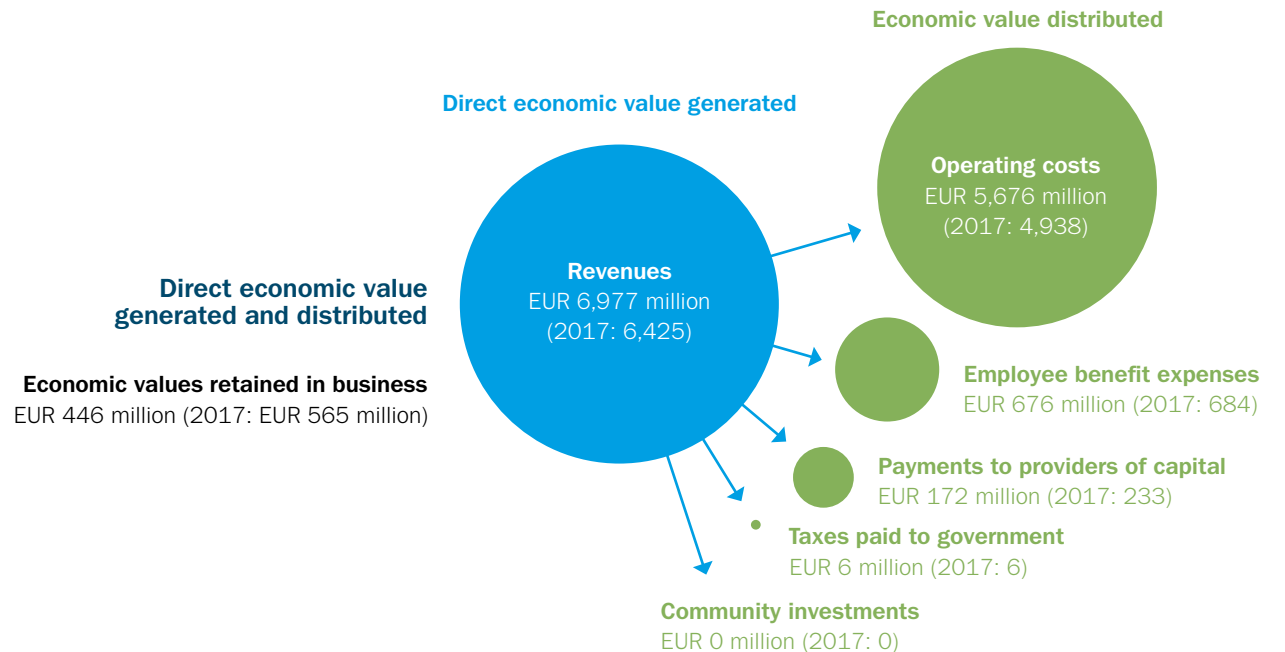 Economic value distributed
Direct economic value generated
Operating costs
EUR 5,676 million
(2017: 4,938)
Revenues
EUR 6,977 million
(2017: 6,425)
Direct economic value
generated and distributed
Economic values retained in business
EUR 446 million (2017: EUR 565 million)
Employee benefit expenses
EUR 676 million (2017: 684)
Payments to providers of capital
EUR 172 million (2017: 233)
Taxes paid to government
EUR 6 million (2017: 6)
Community investments
EUR 0 million (2017: 0)